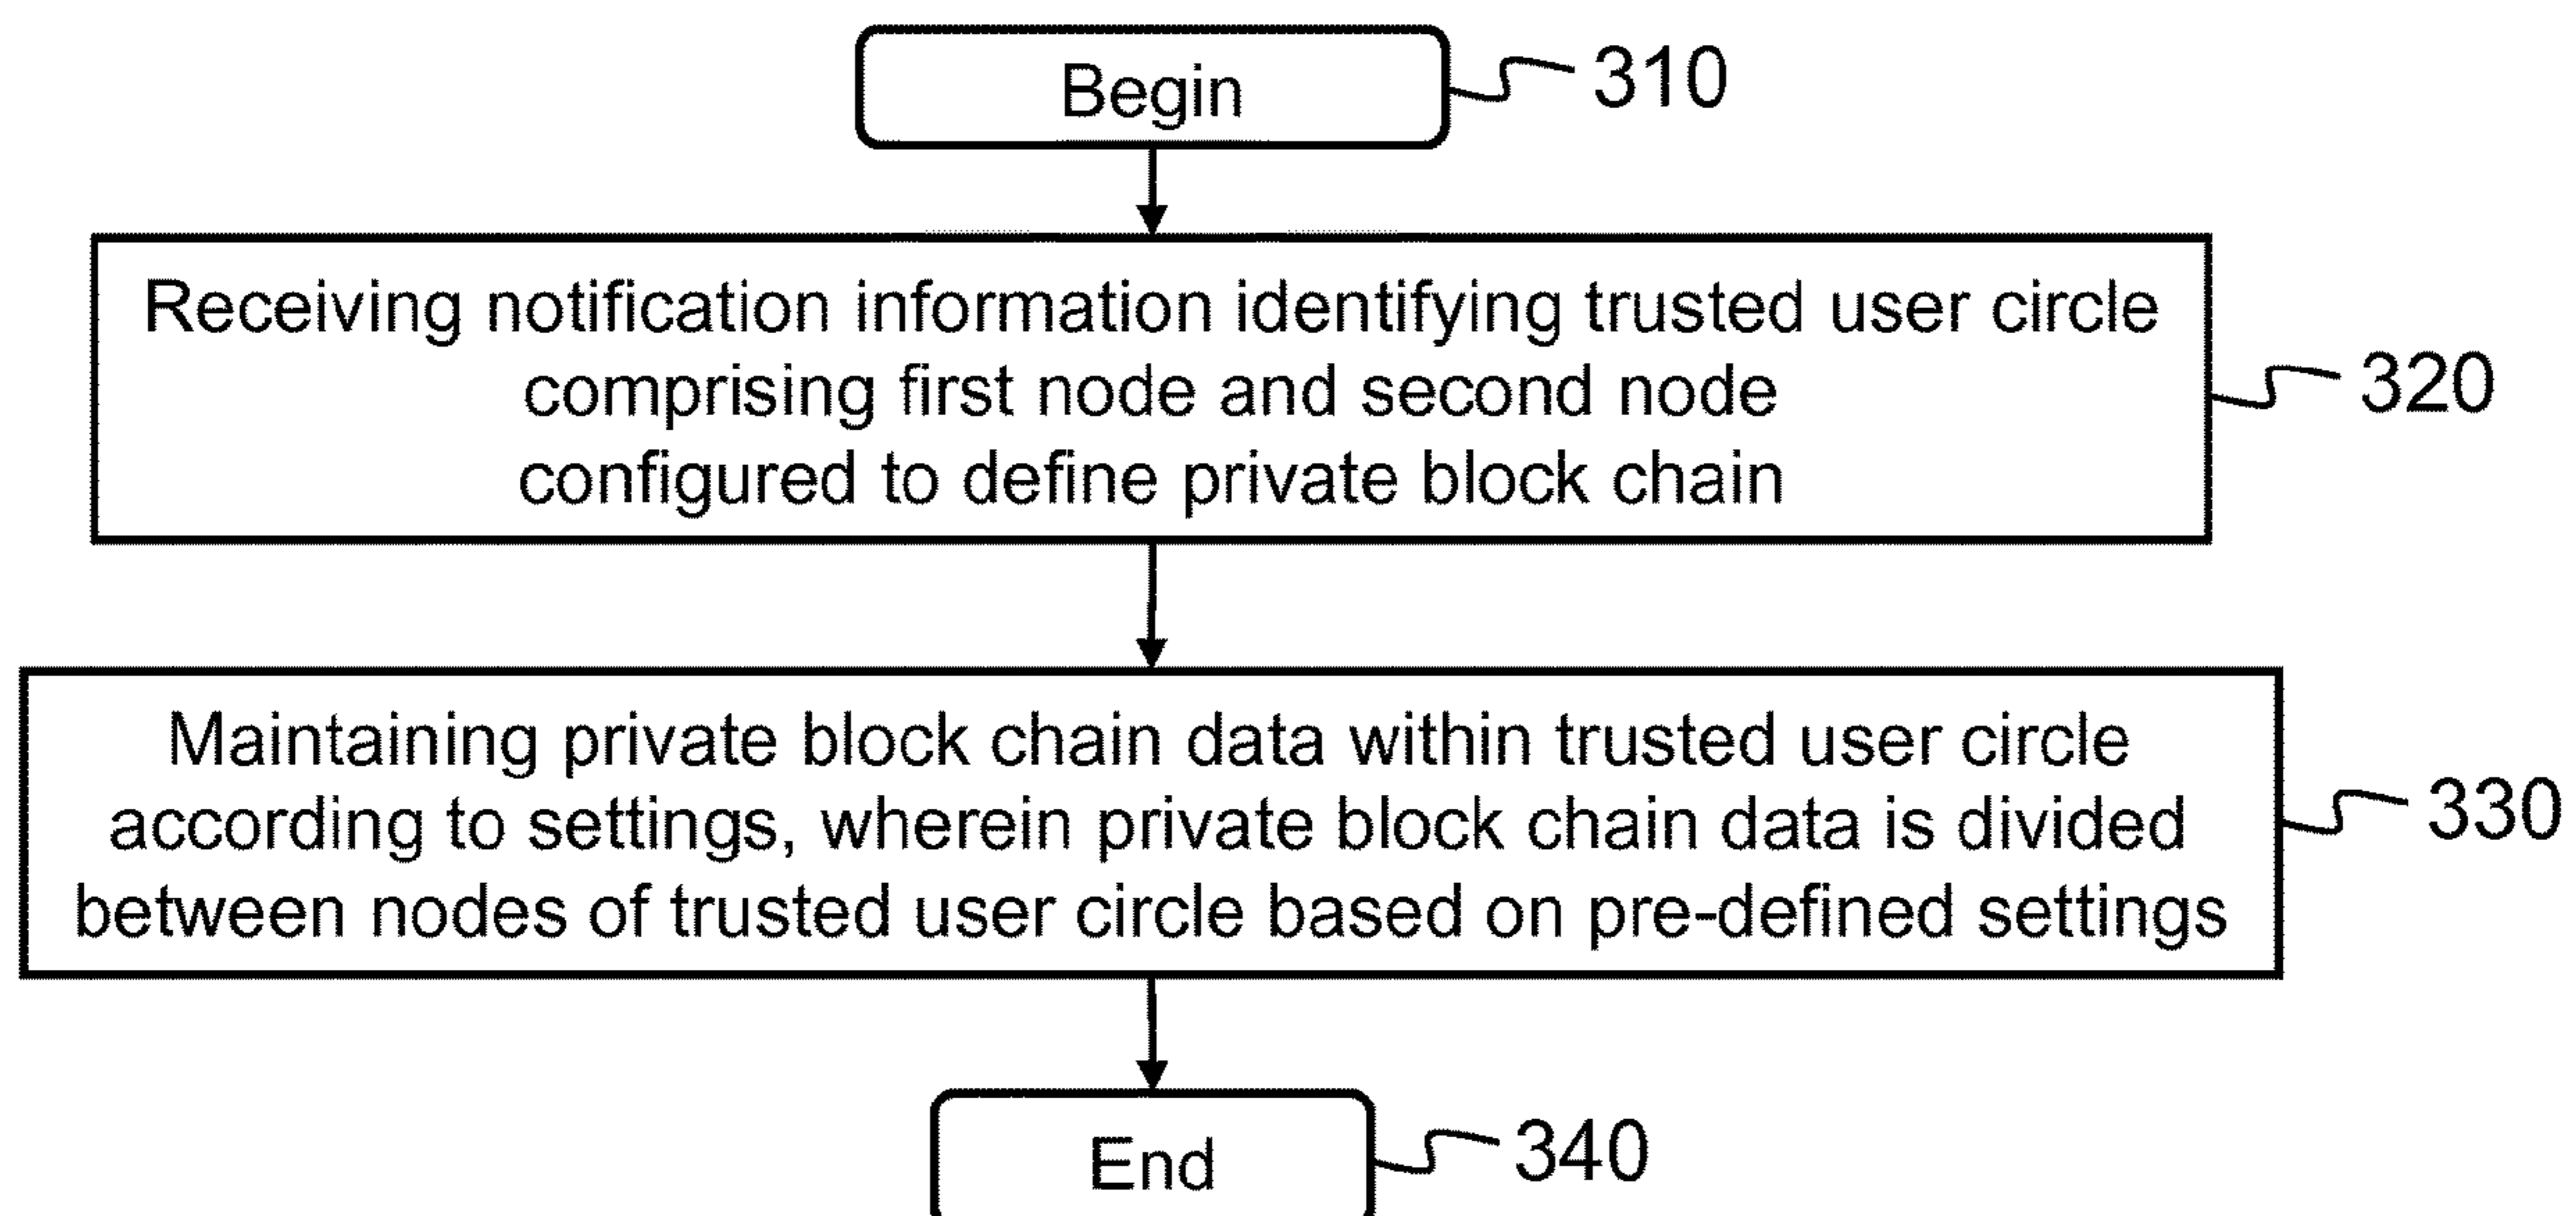 Begin
310
Receiving notification information identifying trusted user circle
comprising first node and second node
configured to define private block chain
320
Maintaining private block chain data within trusted user circle
according to settings, wherein private block chain data is divided
between nodes of trusted user circle based on pre-defined settings
330
End
340